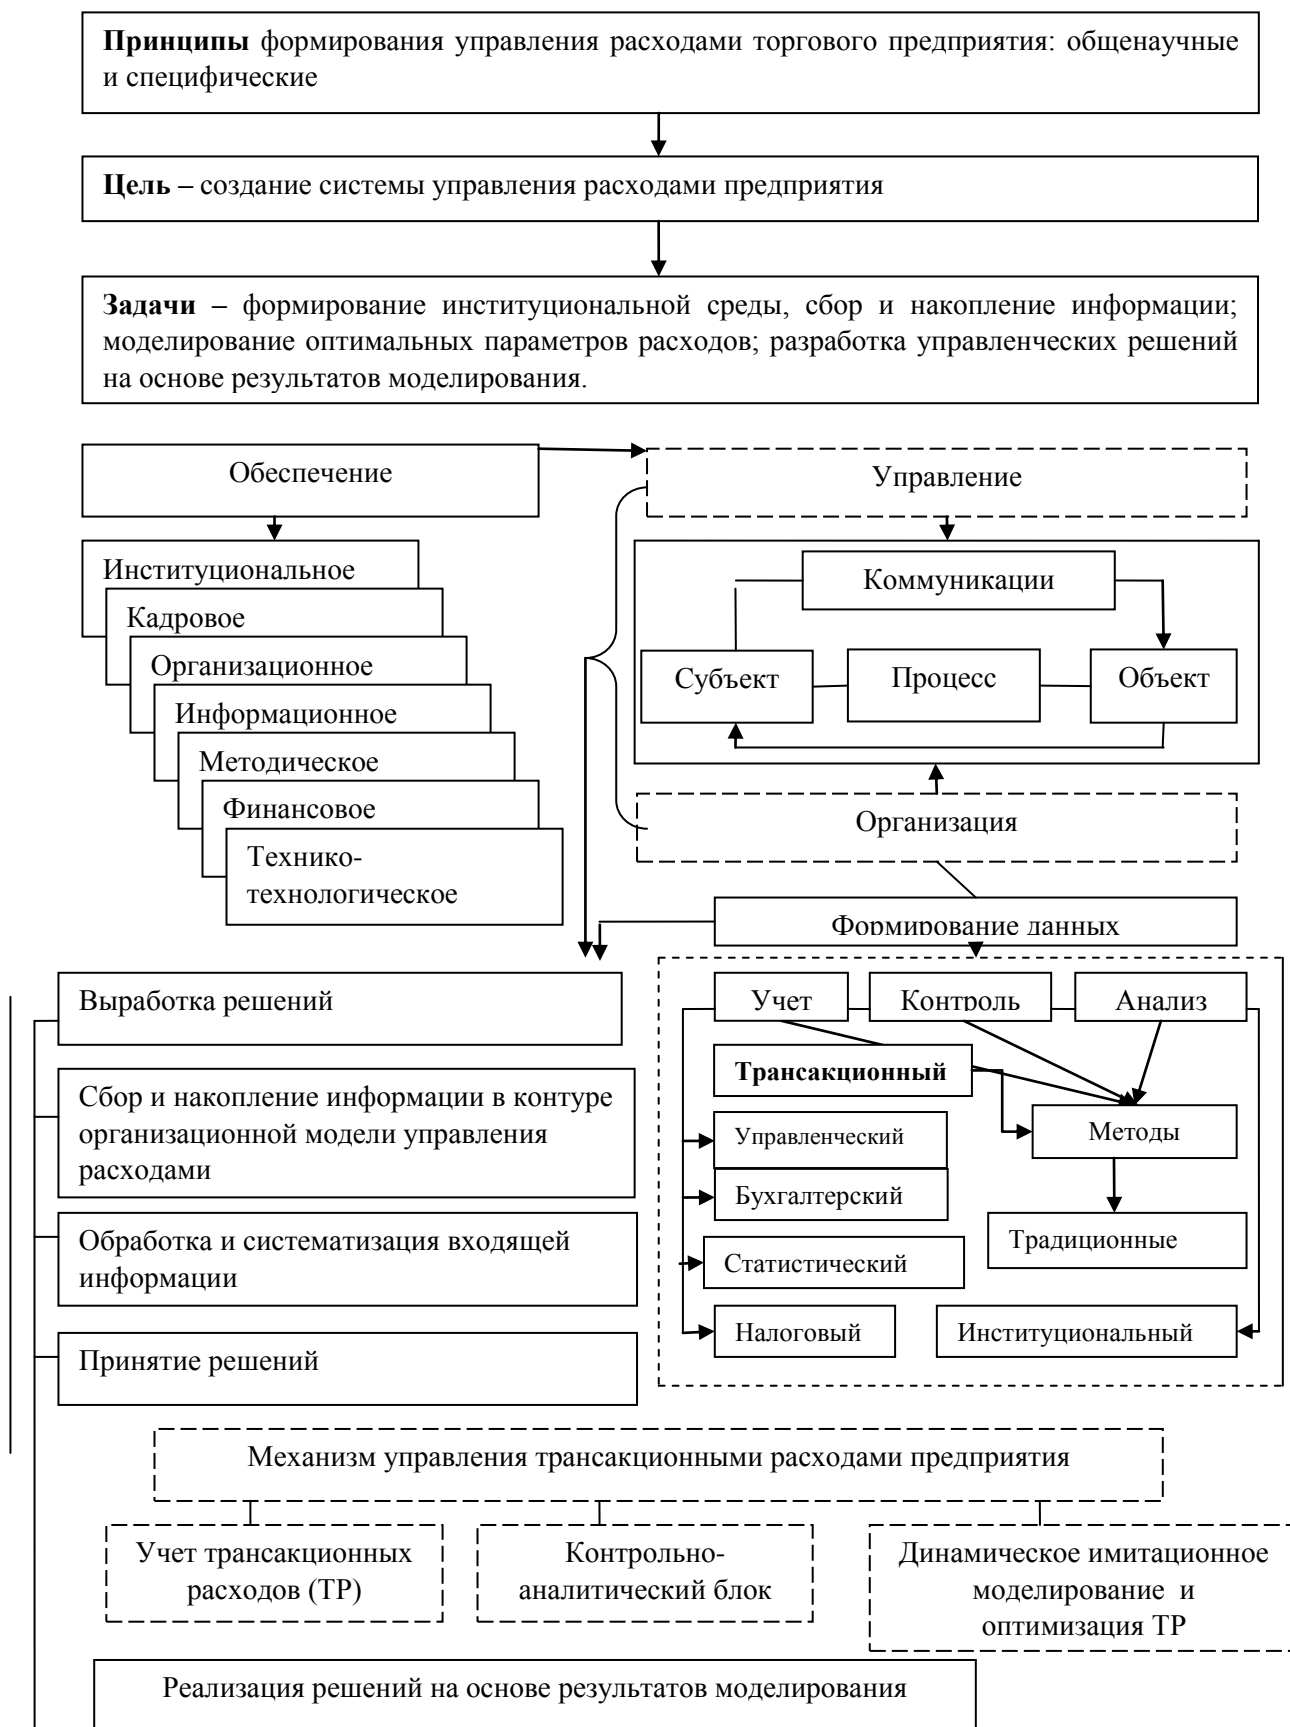 Принципы формирования управления расходами торгового предприятия: общенаучные
и специфические
Цель – создание системы управления расходами предприятия
Задачи – формирование институциональной среды, сбор и накопление информации;
моделирование оптимальных параметров расходов; разработка управленческих решений
на основе результатов моделирования.
Обеспечение
Управление
Институциональное
Кадровое
Организационное
Информационное
Методическое
Финансовое
Технико-
технологическое
Коммуникации
Субъект
Процесс
Объект
Организация
Формирование данных
Учет
Контроль
Анализ
Трансакционный
Управленческий
Бухгалтерский
Статистический
Налоговый
Методы
Традиционные
Институциональный
Выработка решений
Сбор и накопление информации в контуре
организационной модели управления
расходами
Обработка и систематизация входящей
информации
Принятие решений
Механизм управления трансакционными расходами предприятия
Учет трансакционных
расходов (ТР)
Контрольно-
аналитический блок
Динамическое имитационное
моделирование и
оптимизация ТР
Реализация решений на основе результатов моделирования